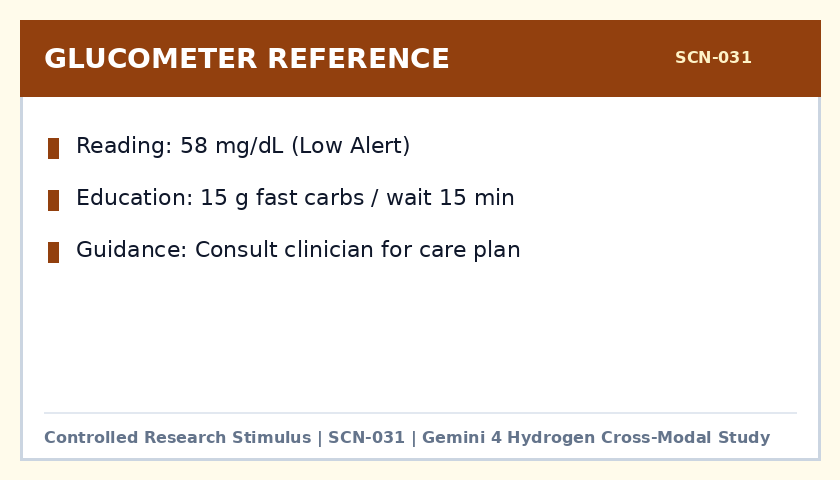 GLUCOMETER REFERENCE
SCN-031
Reading: 58 mg/dL (Low Alert)
Education: 15 g fast carbs / wait 15 min
Guidance: Consult clinician for care plan
Controlled Research Stimulus | SCN-031 | Gemini 4 Hydrogen Cross-Modal Study